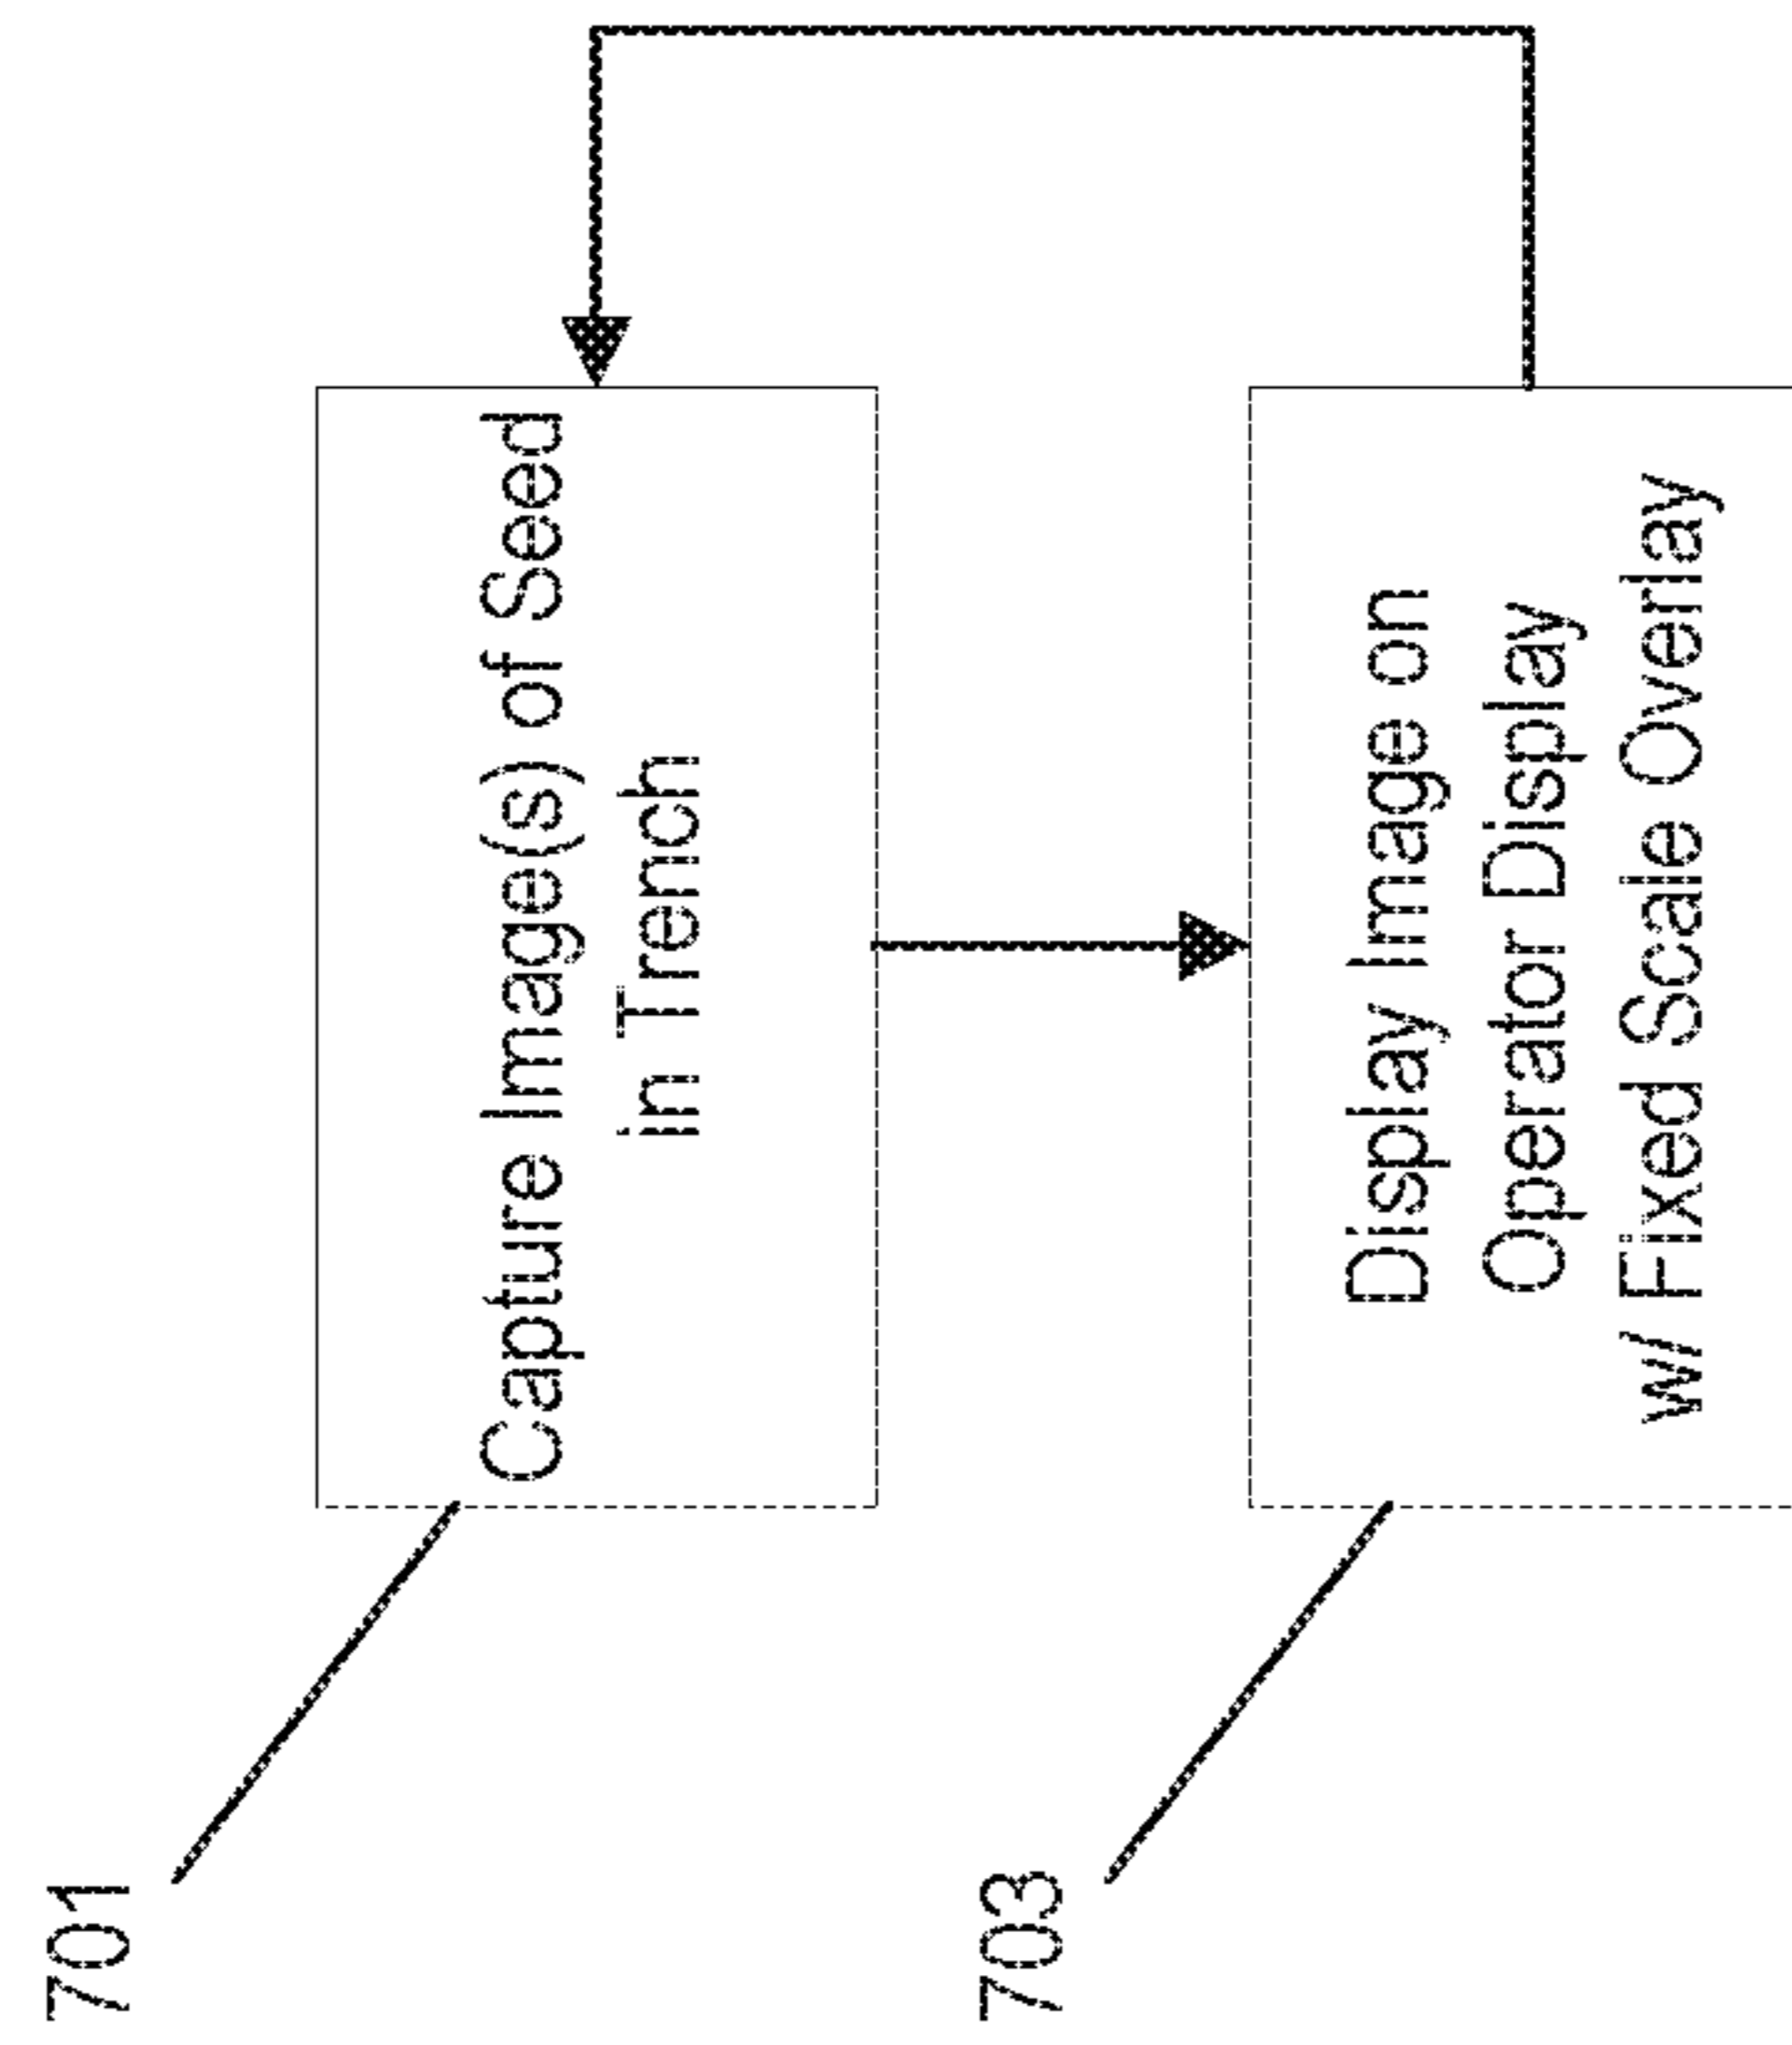 701
Capture Image(s) of Seed
in Trench
703
Display Image on
Operator Display
w/ Fixed Scale Overlay